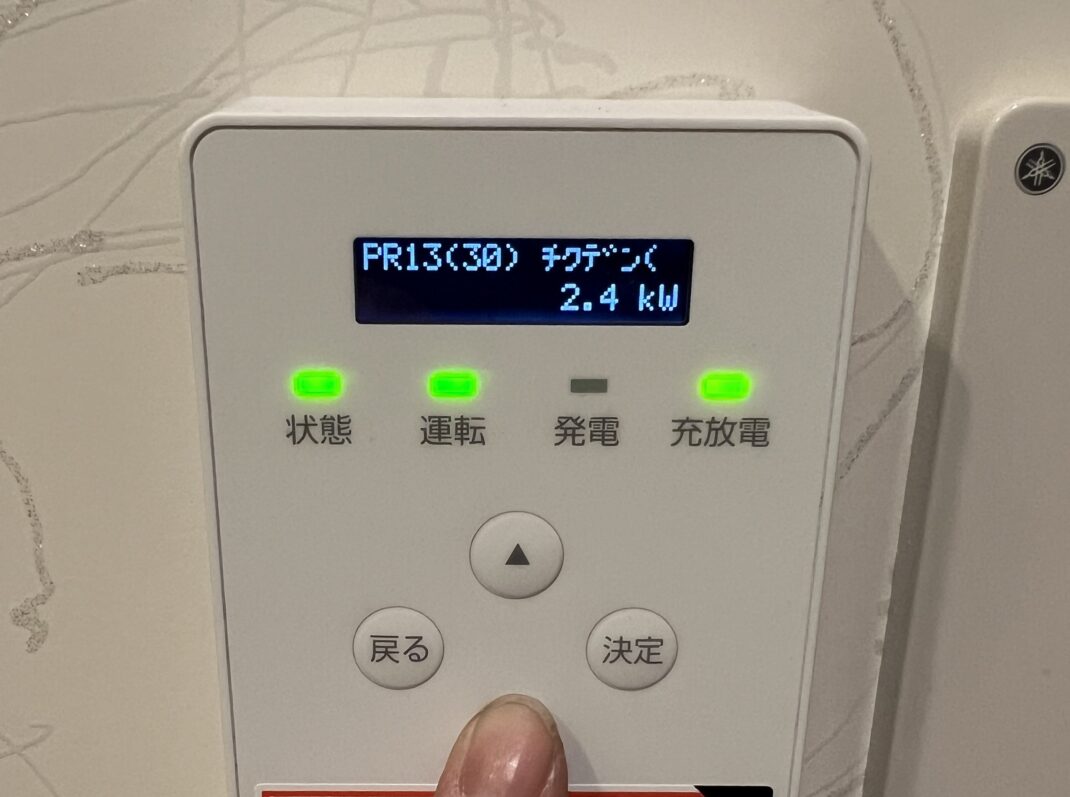 PR13(30) ﾁｸﾃﾞﾝ(
2.4 kW
状態 運転 発電 充放電
▲
戻る 決定